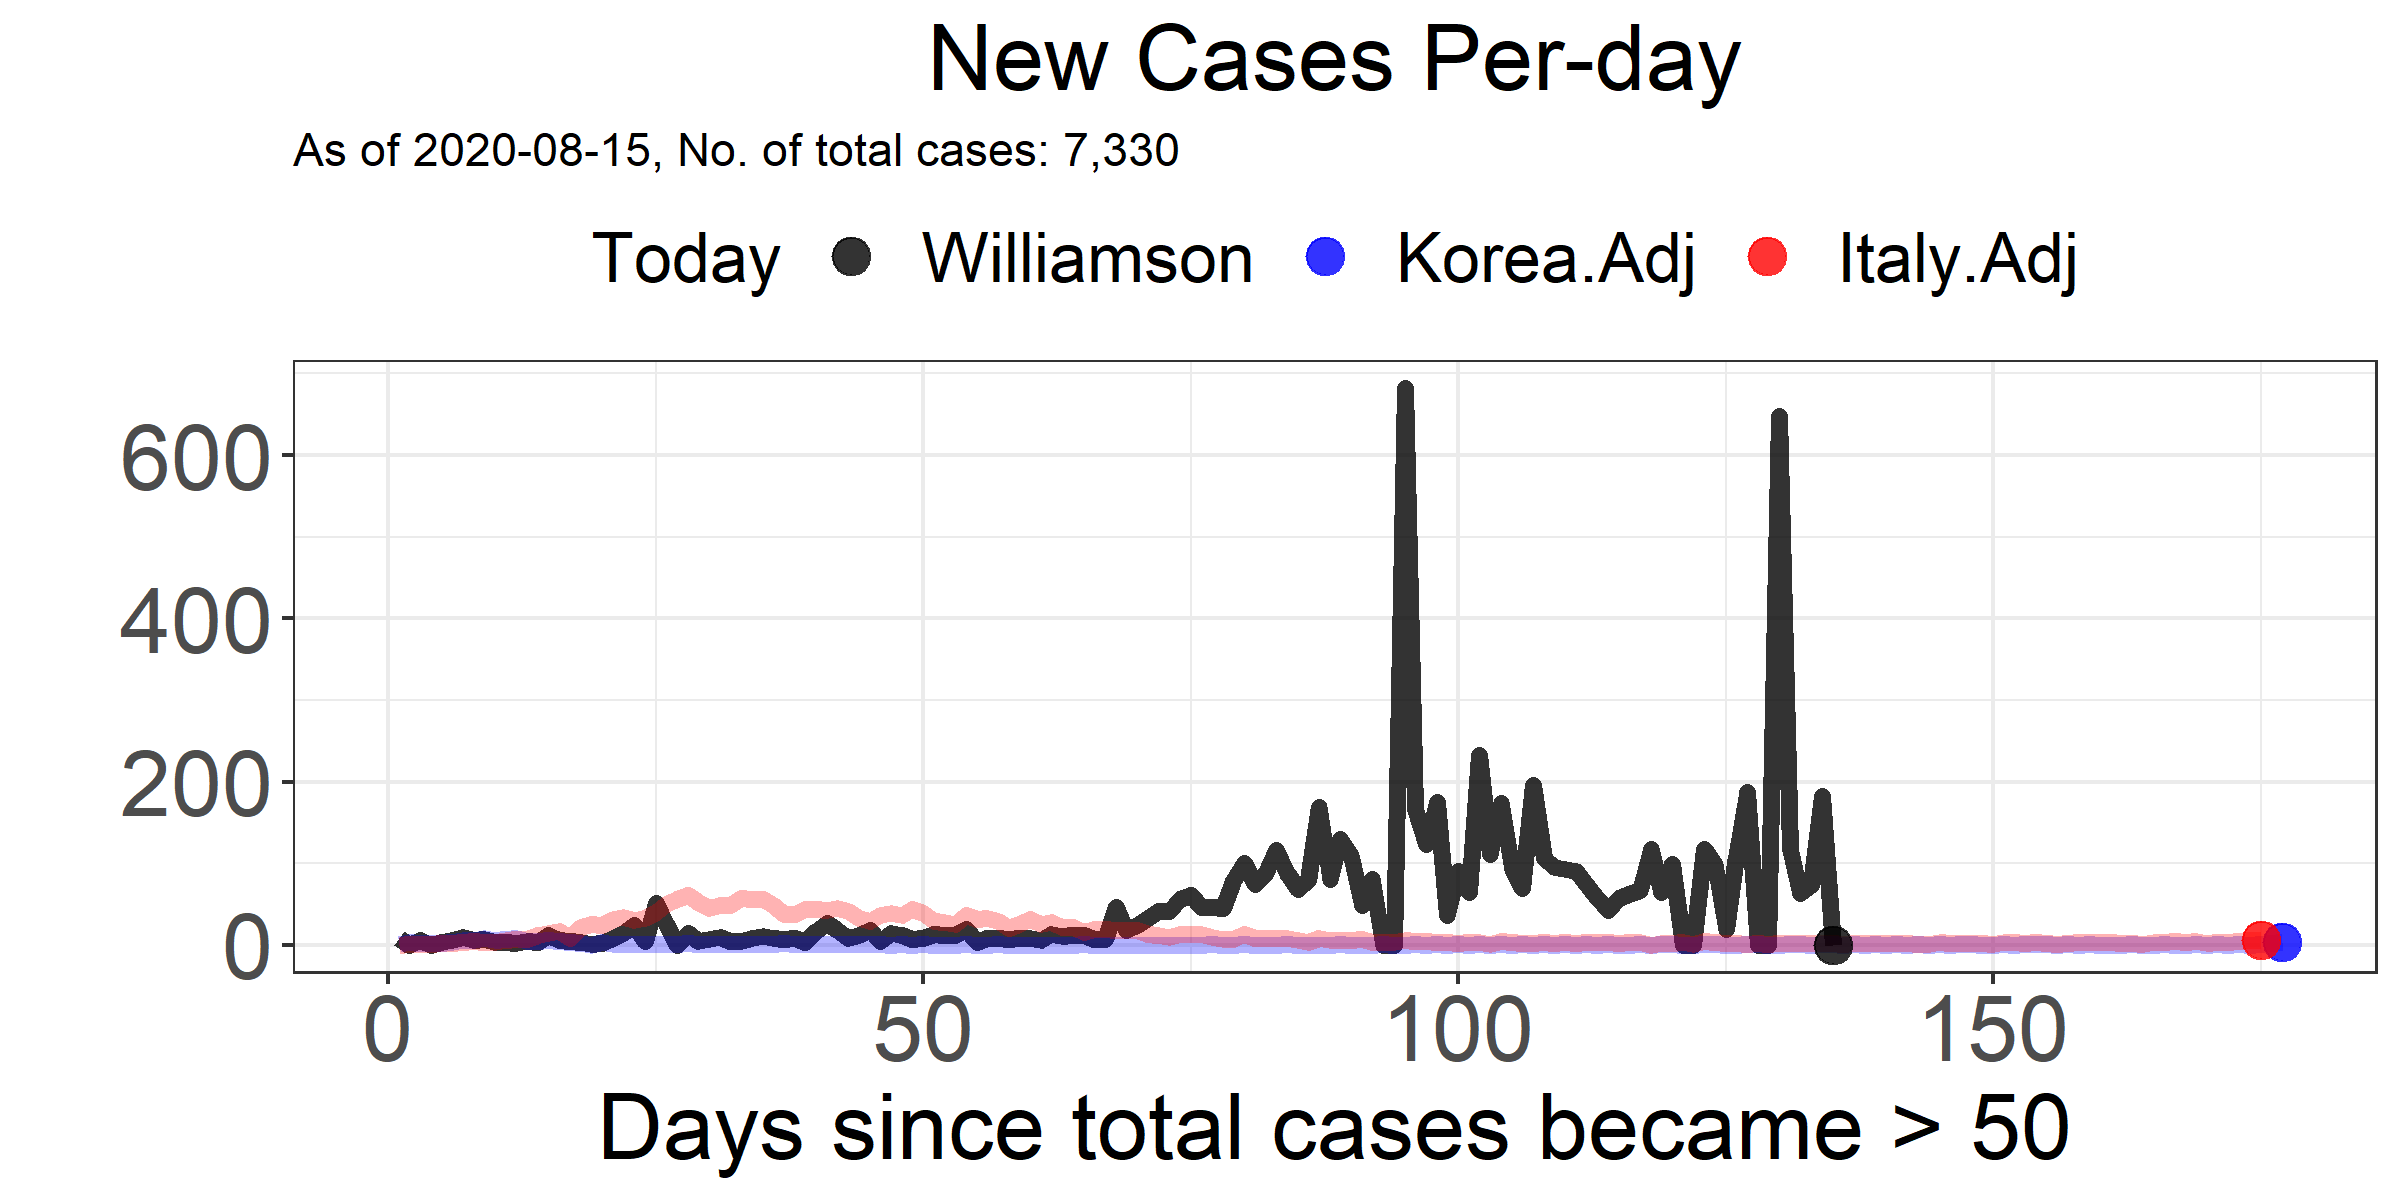 New Cases Per-day
As of 2020-08-15, No. of total cases: 7,330
Today Williamson Korea.Adj Italy.Adj
600
400
200
0
0 50 100 150
Days since total cases became > 50